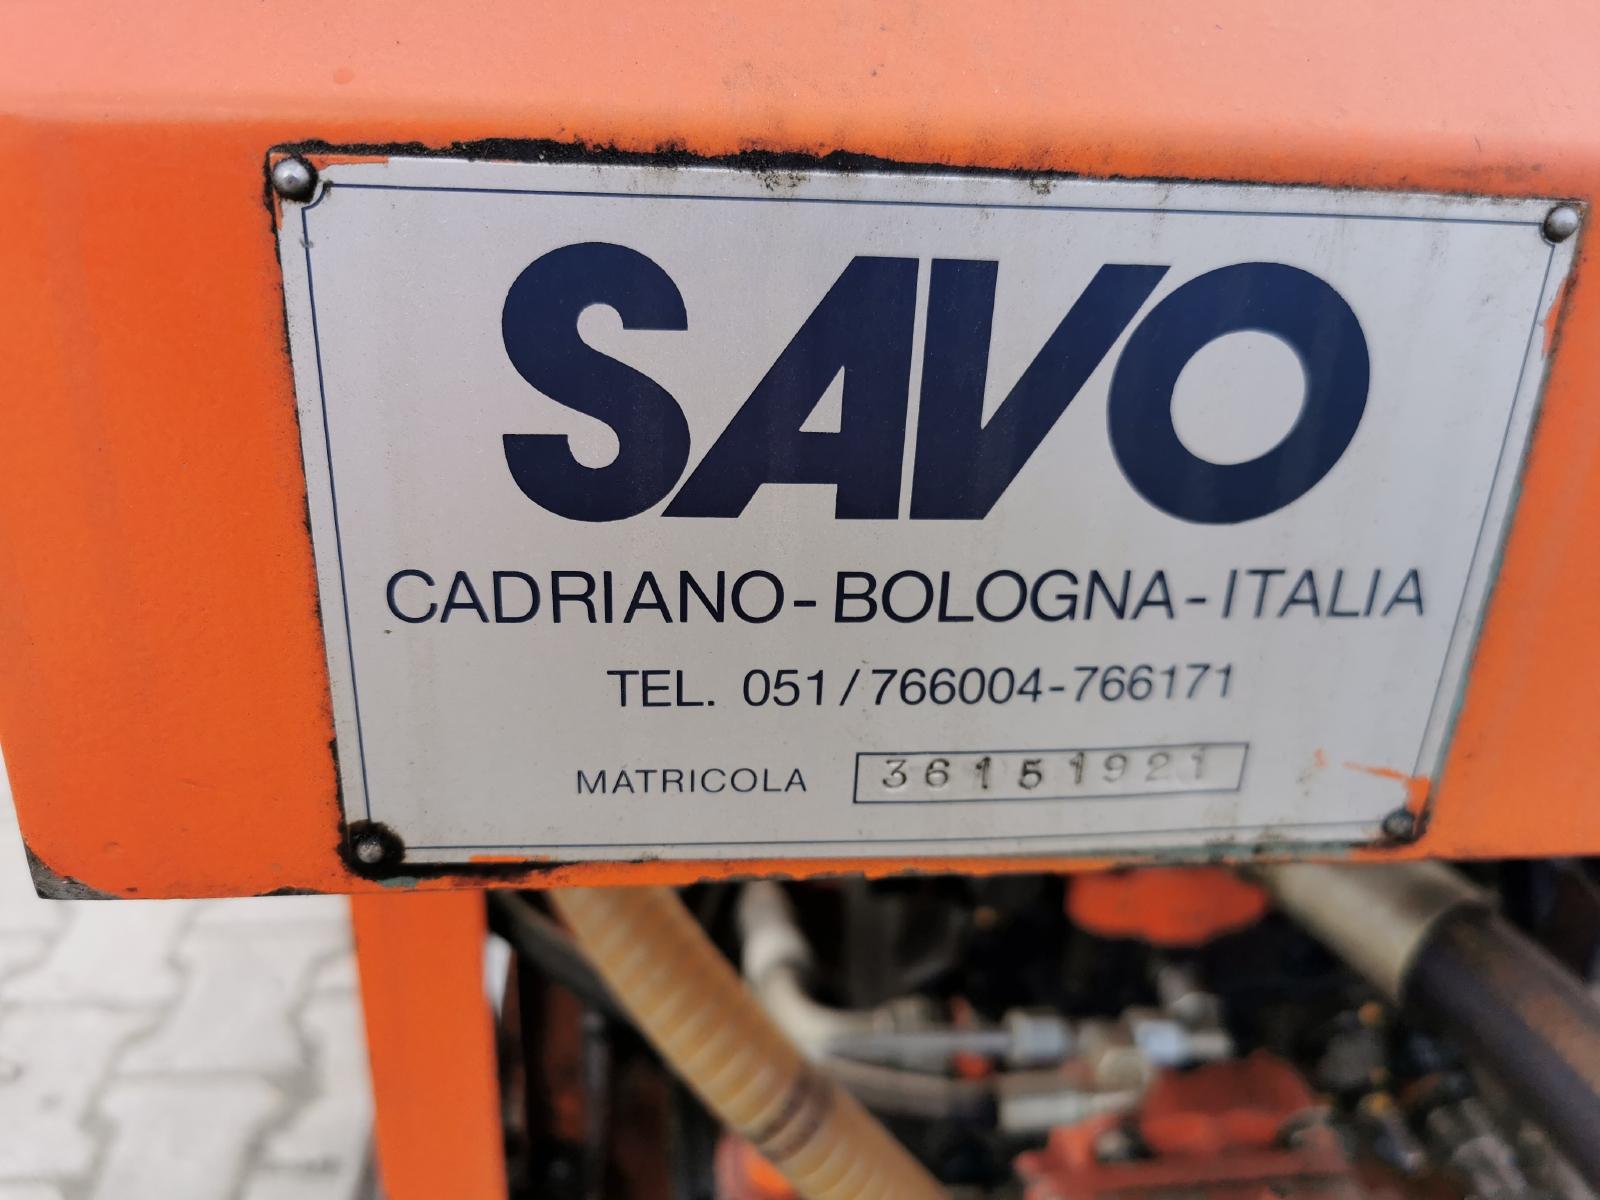 SAVO
CADRIANO-BOLOGNA-ITALIA
TEL. 051/766004-766171
MATRICOLA 36151921